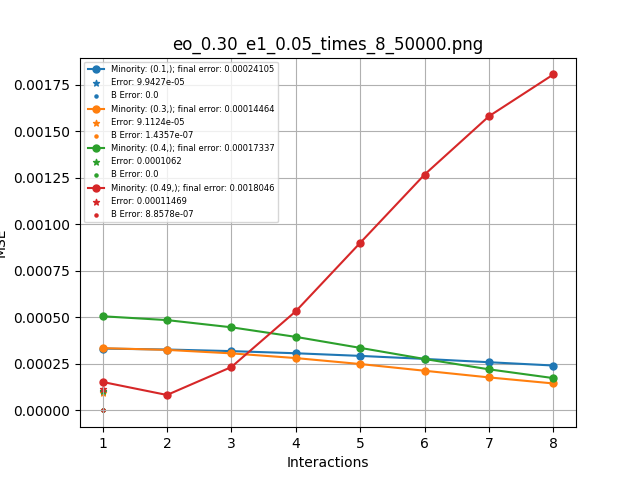 eo_0.30_e1_0.05_times_8_50000.png
Minority: (0.1,); final error: 0.00024105
Error: 9.9427e-05
B Error: 0.0
Minority: (0.3,); final error: 0.00014464
Error: 9.1124e-05
B Error: 1.4357e-07
Minority: (0.4,); final error: 0.00017337
Error: 0.0001062
B Error: 0.0
Minority: (0.49,); final error: 0.0018046
Error: 0.00011469
B Error: 8.8578e-07
0.00175
0.00150
0.00125
0.00100
0.00075
0.00050
0.00025
0.00000
MSE
1 2 3 4 5 6 7 8
Interactions